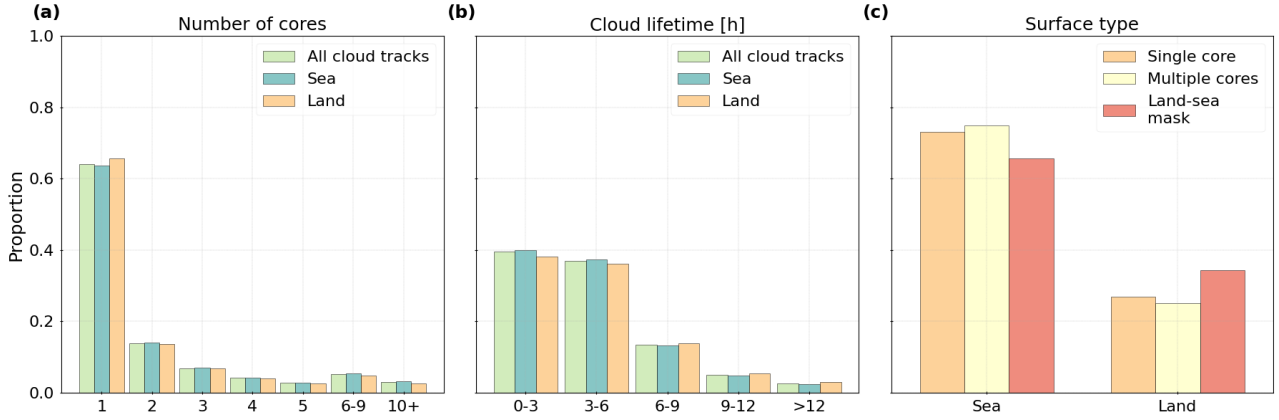 (a)
Number of cores
(b)
Cloud lifetime [h]
(c)
Surface type
Proportion
1.0
0.8
0.6
0.4
0.2
0.0
All cloud tracks
Sea
Land
1 2 3 4 5 6-9 10+
All cloud tracks
Sea
Land
0-3 3-6 6-9 9-12 >12
Single core
Multiple cores
Land-sea
mask
Sea Land